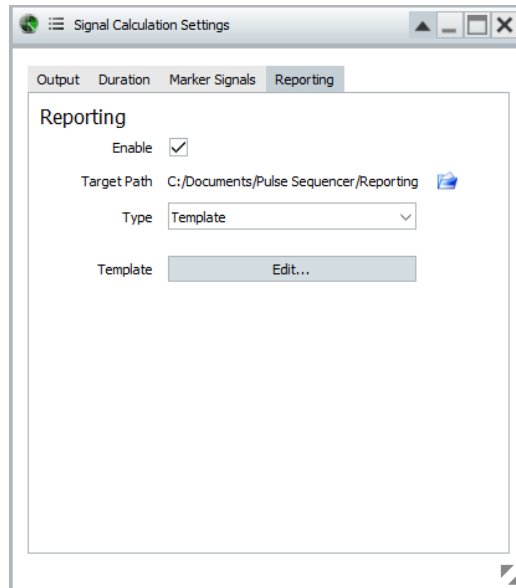 Signal Calculation Settings
Output Duration Marker Signals Reporting
Reporting
Enable
Target Path C:/Documents/Pulse Sequencer/Reporting
Type Template
Template Edit...